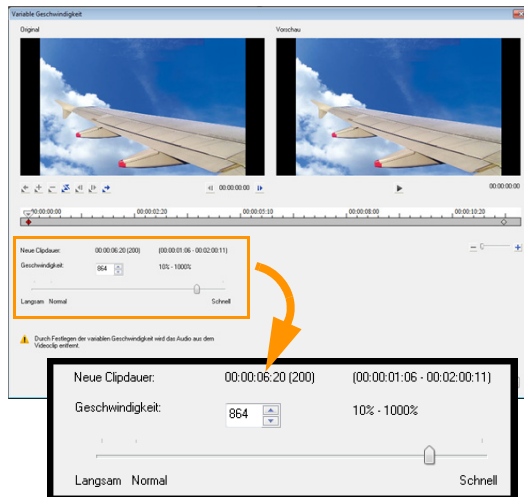 Variable Geschwindigkeit
Original Vorschau
00:00:00:00 00:00:00:00
00:00:00:00 00:00:02:20 00:00:05:10 00:00:08:00 00:00:10:20
Neue Clipdauer: 00:00:06:20 (200) (00:00:01:06 - 00:02:00:11)
Geschwindigkeit: 864 10% - 1000%
Langsam Normal Schnell
Durch Festlegen der variablen Geschwindigkeit wird das Audio aus dem
Videoclip entfernt.
Neue Clipdauer: 00:00:06:20 (200) (00:00:01:06 - 00:02:00:11)
Geschwindigkeit: 864 10% - 1000%
Langsam Normal Schnell